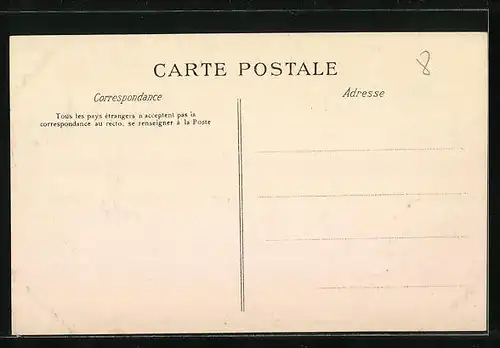 CARTE POSTALE
8
Correspondance
Adresse
Tous les pays étrangers n'acceptent pas la
correspondance au recto, se renseigner à la Poste